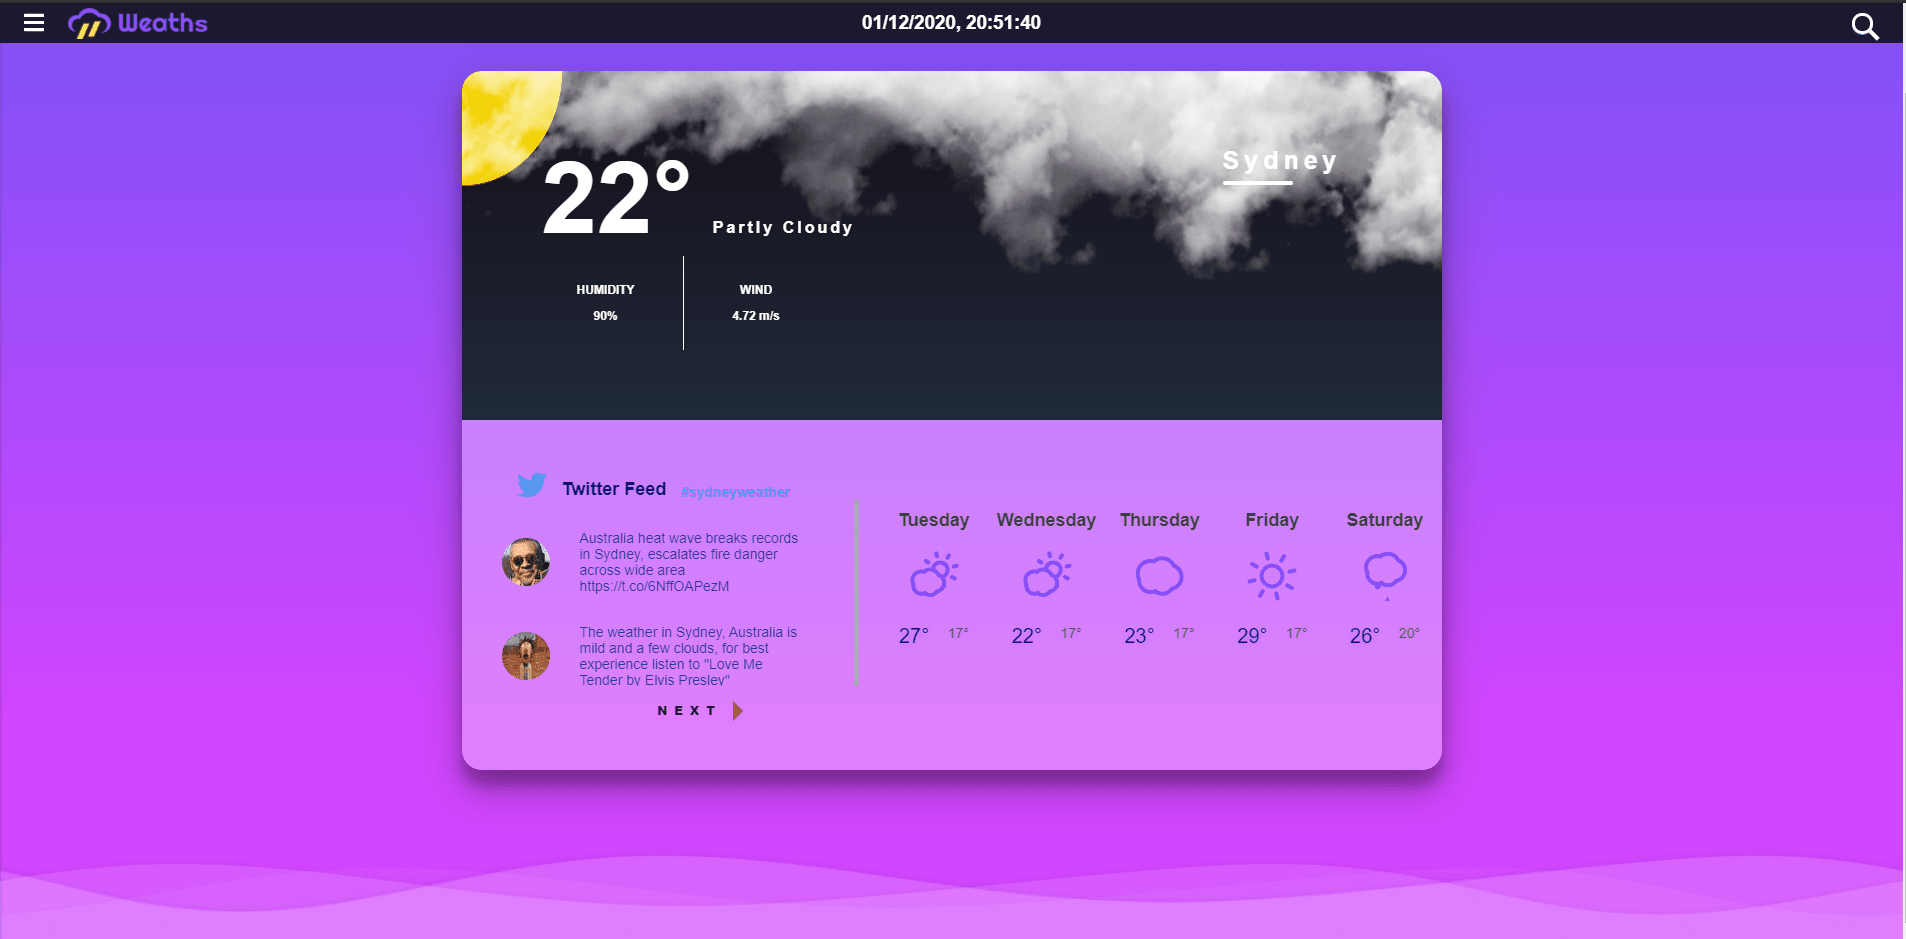 Weaths
01/12/2020, 20:51:40
22°
Partly Cloudy
Sydney
HUMIDITY
90%
WIND
4.72 m/s
Twitter Feed #sydneyweather
Australia heat wave breaks records
in Sydney, escalates fire danger
across wide area
https://t.co/6NffOAPezM
The weather in Sydney, Australia is
mild and a few clouds, for best
experience listen to "Love Me
Tender by Elvis Presley"
NEXT
Tuesday Wednesday Thursday Friday Saturday
27° 17° 22° 17° 23° 17° 29° 17° 26° 20°